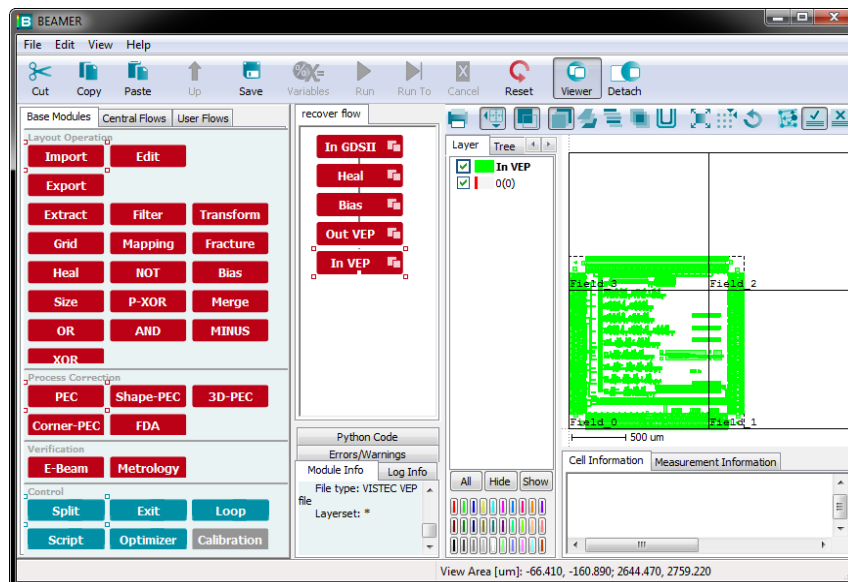 BEAMER
File Edit View Help
Cut Copy Paste Up Save Variables Run Run To Cancel Reset Viewer Detach
Base Modules Central Flows User Flows
Layout Operation
Import Edit
Export
Extract Filter Transform
Grid Mapping Fracture
Heal NOT Bias
Size P-XOR Merge
OR AND MINUS
XOR
Process Correction
PEC Shape-PEC 3D-PEC
Corner-PEC FDA
Verification
E-Beam Metrology
Control
Split Exit Loop
Script Optimizer Calibration
recover flow
In GDSII
Heal
Bias
Out VEP
In VEP
Python Code
Errors/Warnings
Module Info Log Info
File type: VISTEC VEP
file
Layerset: *
Layer Tree
In VEP
0(0)
All Hide Show
Field_3 Field_2
Field_0 Field_1
500 um
Cell Information Measurement Information
View Area [um]: -66.410, -160.890; 2644.470, 2759.220